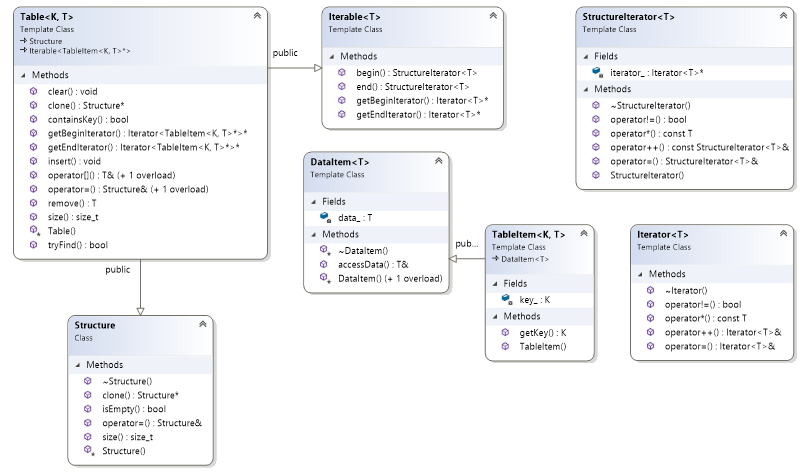 Table<K, T>
Template Class
Structure
Iterable<TableItem<K, T>*>
Methods
clear() : void
clone() : Structure*
containsKey() : bool
getBeginIterator() : Iterator<TableItem<K, T>*>*
getEndIterator() : Iterator<TableItem<K, T>*>*
insert() : void
operator[]() : T& (+ 1 overload)
operator=() : Structure& (+ 1 overload)
remove() : T
size() : size_t
Table()
tryFind() : bool
public
public
Iterable<T>
Template Class
Methods
begin() : StructureIterator<T>
end() : StructureIterator<T>
getBeginIterator() : Iterator<T>*
getEndIterator() : Iterator<T>*
StructureIterator<T>
Template Class
Fields
iterator_ : Iterator<T>*
Methods
~StructureIterator()
operator!=() : bool
operator*() : const T
operator++() : const StructureIterator<T>&
operator=() : StructureIterator<T>&
StructureIterator()
DataItem<T>
Template Class
Fields
data_ : T
Methods
~DataItem()
accessData() : T&
DataItem() (+ 1 overload)
pub...
TableItem<K, T>
Template Class
DataItem<T>
Fields
key_ : K
Methods
getKey() : K
TableItem()
Iterator<T>
Template Class
Methods
~Iterator()
operator!=() : bool
operator*() : const T
operator++() : Iterator<T>&
operator=() : Iterator<T>&
Structure
Class
Methods
~Structure()
clone() : Structure*
isEmpty() : bool
operator=() : Structure&
size() : size_t
Structure()